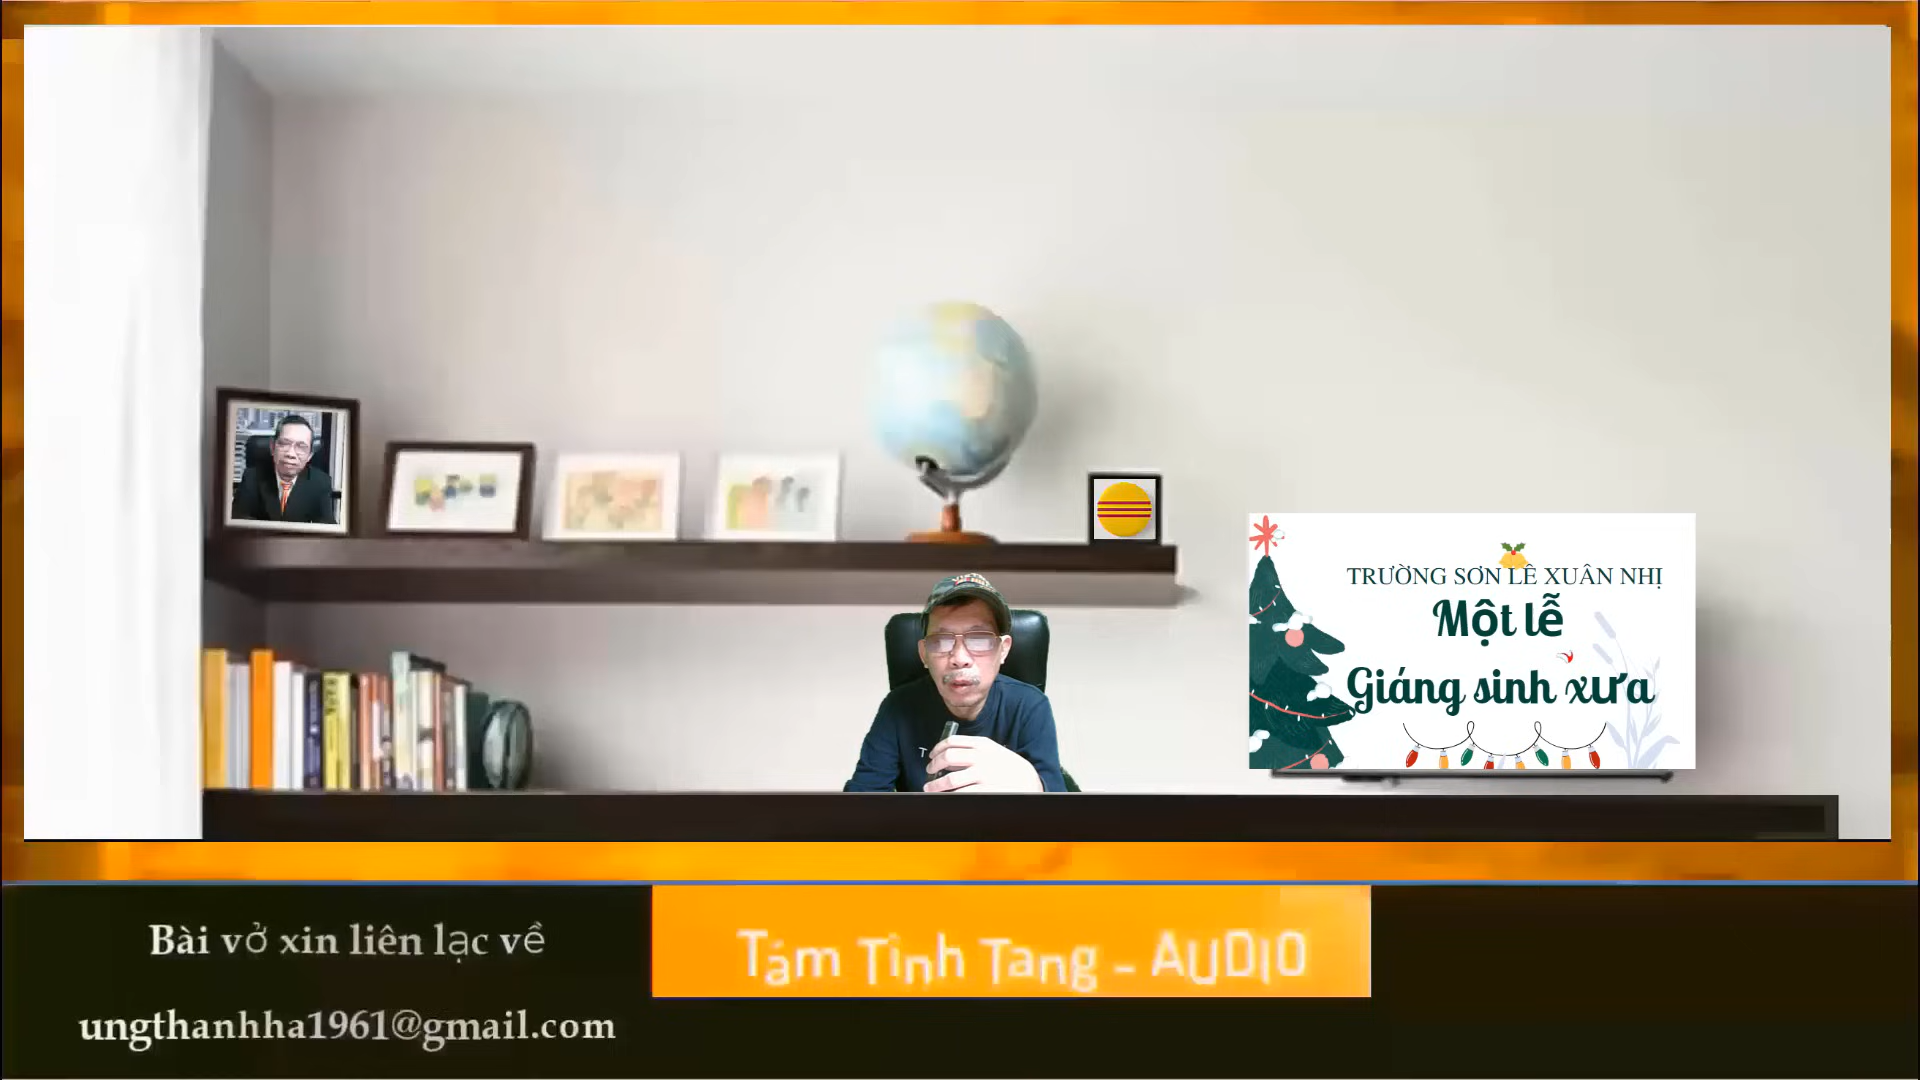 TRƯỜNG SƠN LÊ XUÂN NHỊ
Một lễ
Giáng sinh xưa
Bài vở xin liên lạc về
ungthanhha1961@gmail.com
Tám Tình Tang - AUDIO